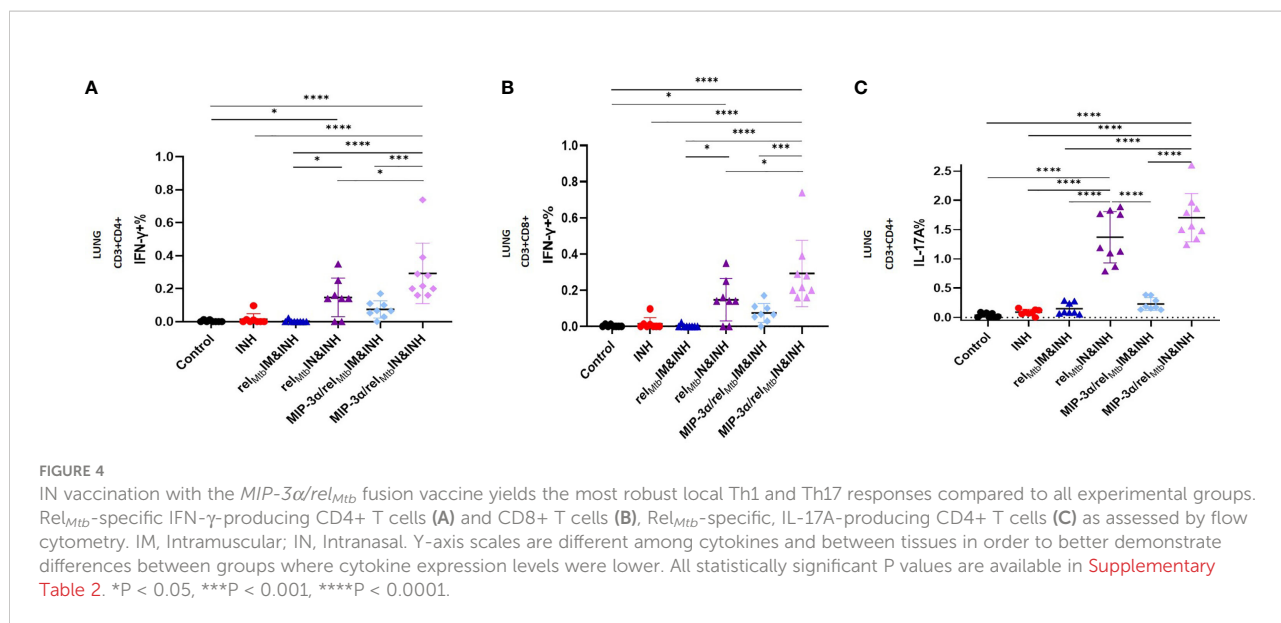 A
****
*
****
****
*
***
*
1.0
0.8
0.6
0.4
0.2
0.0
LUNG
CD3+CD4+
IFN-γ+%
Control
INH
relMtbIM&INH
relMtbIN&INH
MIP-3α/relMtbIM&INH
MIP-3α/relMtbIN&INH
B
****
*
****
****
*
***
*
1.0
0.8
0.6
0.4
0.2
0.0
LUNG
CD3+CD8+
IFN-γ+%
Control
INH
relMtbIM&INH
relMtbIN&INH
MIP-3α/relMtbIM&INH
MIP-3α/relMtbIN&INH
C
****
****
****
****
****
****
****
****
2.5
2.0
1.5
1.0
0.5
0.0
LUNG
CD3+CD4+
IL-17A%
Control
INH
relMtbIM&INH
relMtbIN&INH
MIP-3α/relMtbIM&INH
MIP-3α/relMtbIN&INH
FIGURE 4
IN vaccination with the MIP-3α/relMtb fusion vaccine yields the most robust local Th1 and Th17 responses compared to all experimental groups.
RelMtb-specific IFN-γ-producing CD4+ T cells (A) and CD8+ T cells (B), RelMtb-specific, IL-17A-producing CD4+ T cells (C) as assessed by flow
cytometry. IM, Intramuscular; IN, Intranasal. Y-axis scales are different among cytokines and between tissues in order to better demonstrate
differences between groups where cytokine expression levels were lower. All statistically significant P values are available in Supplementary
Table 2. *P < 0.05, ***P < 0.001, ****P < 0.0001.